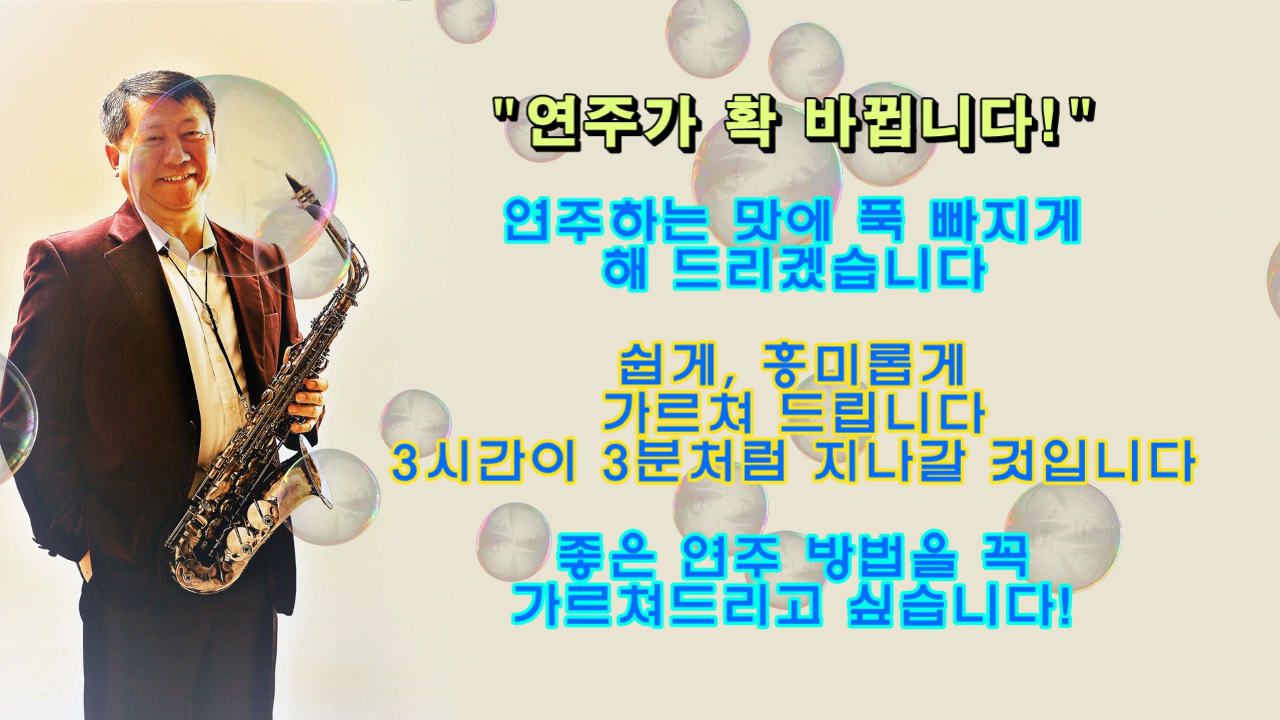 "연주가 확 바뀝니다!"
연주하는 맛에 푹 빠지게
해 드리겠습니다
쉽게, 흥미롭게
가르쳐 드립니다
3시간이 3분처럼 지나갈 것입니다
좋은 연주 방법을 꼭
가르쳐드리고 싶습니다!